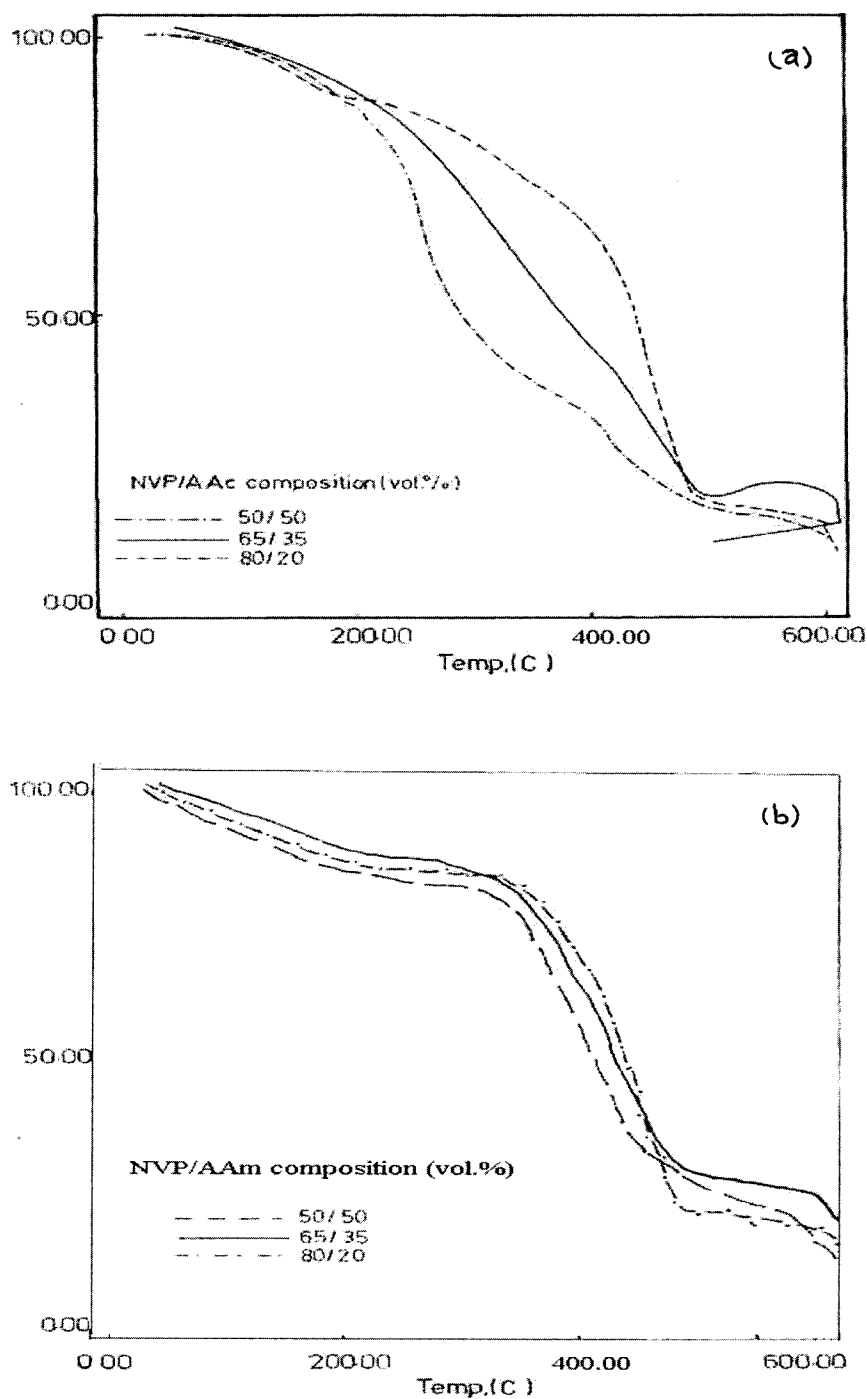 100.00
(a)
50.00
NVP/AAc composition(vol.%)
50/50
65/35
80/20
0.00
0 00 200.00 400.00 600.00
Temp.(C)
100 00
(b)
50 00
NVP/AAm composition (vol.%)
50/50
65/35
80/20
0.00
0 00 200.00 400.00 600.00
Temp.(C)